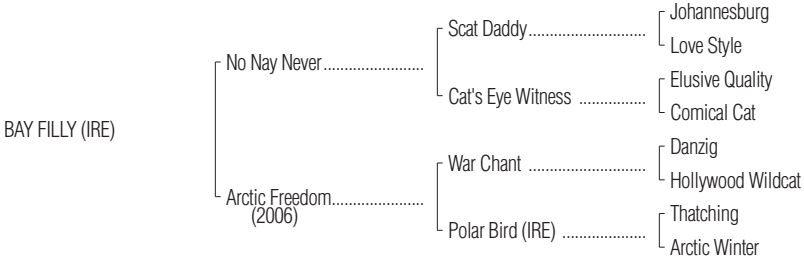 Johannesburg
Scat Daddy..............................
Love Style
No Nay Never.........................
Elusive Quality
Cat's Eye Witness .................
Comical Cat
BAY FILLY (IRE)
Danzig
War Chant ..............................
Hollywood Wildcat
Arctic Freedom.......................
(2006)
Thatching
Polar Bird (IRE) .....................
Arctic Winter